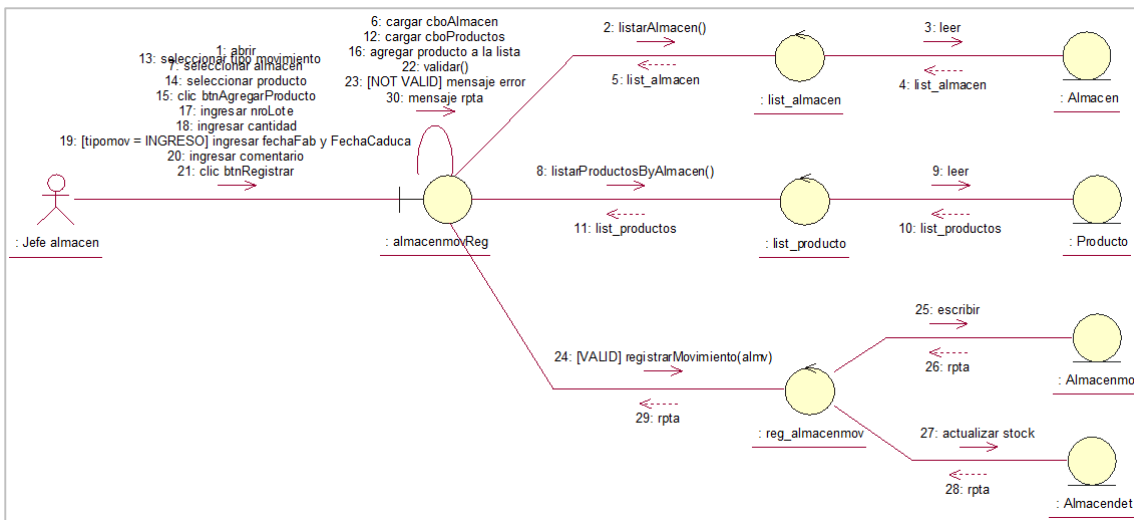 1: abrir
13: seleccionar tipo movimiento
7: seleccionar almacen
14: seleccionar producto
15: clic btnAgregarProducto
17: ingresar nroLote
18: ingresar cantidad
19: [tipomov = INGRESO] ingresar fechaFab y FechaCaduca
20: ingresar comentario
21: clic btnRegistrar
: Jefe almacen
6: cargar cboAlmacen
12: cargar cboProductos
16: agregar producto a la lista
22: validar()
23: [NOT VALID] mensaje error
30: mensaje rpta
: almacenmovReg
2: listarAlmacen()
5: list_almacen
: list_almacen
3: leer
4: list_almacen
: Almacen
8: listarProductosByAlmacen()
11: list_productos
: list_producto
9: leer
10: list_productos
: Producto
24: [VALID] registrarMovimiento(almv)
29: rpta
: reg_almacenmov
25: escribir
26: rpta
: Almacenmo
27: actualizar stock
28: rpta
: Almacendet